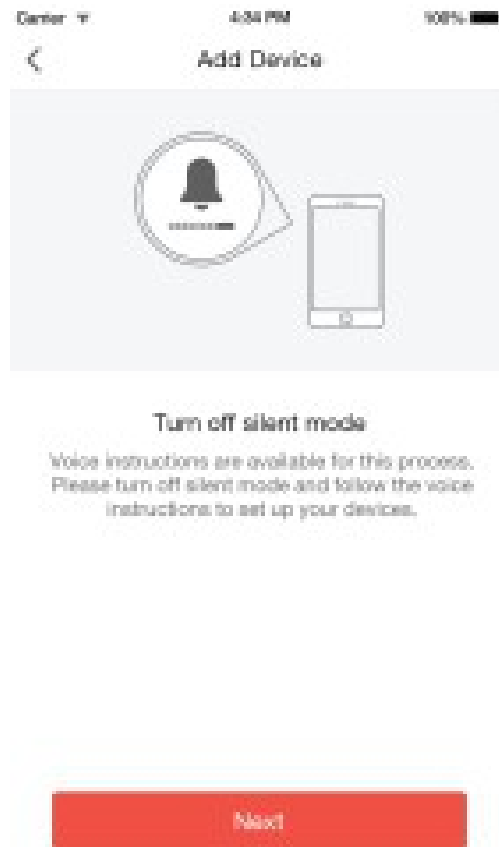 Carrier 4:34 PM 100%
Add Device
Turn off silent mode
Voice instructions are available for this process.
Please turn off silent mode and follow the voice
instructions to set up your devices.
Next